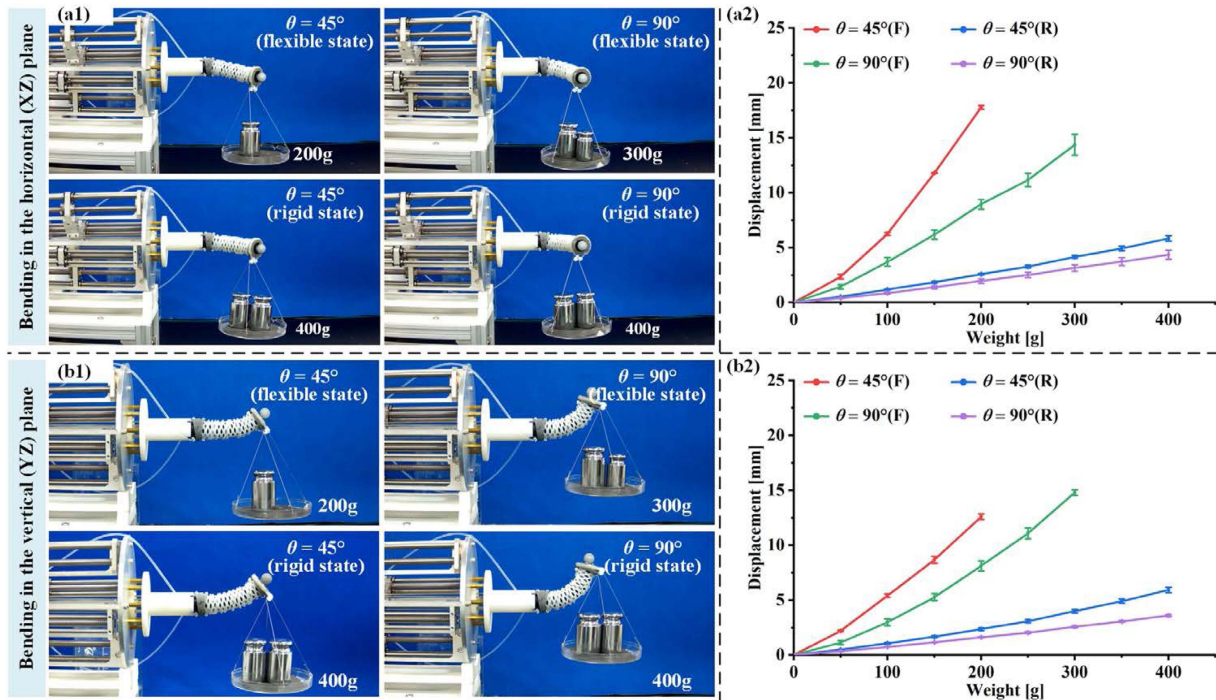 Bending in the horizontal (XZ) plane
(a1)
θ = 45°
(flexible state)
200g
θ = 90°
(flexible state)
300g
θ = 45°
(rigid state)
400g
θ = 90°
(rigid state)
400g
(a2)
25
20
15
10
5
0
Displacement [mm]
θ = 45°(F)
θ = 45°(R)
θ = 90°(F)
θ = 90°(R)
0
100
200
300
400
Weight [g]
Bending in the vertical (YZ) plane
(b1)
θ = 45°
(flexible state)
200g
θ = 90°
(flexible state)
300g
θ = 45°
(rigid state)
400g
θ = 90°
(rigid state)
400g
(b2)
25
20
15
10
5
0
Displacement [mm]
θ = 45°(F)
θ = 45°(R)
θ = 90°(F)
θ = 90°(R)
0
100
200
300
400
Weight [g]